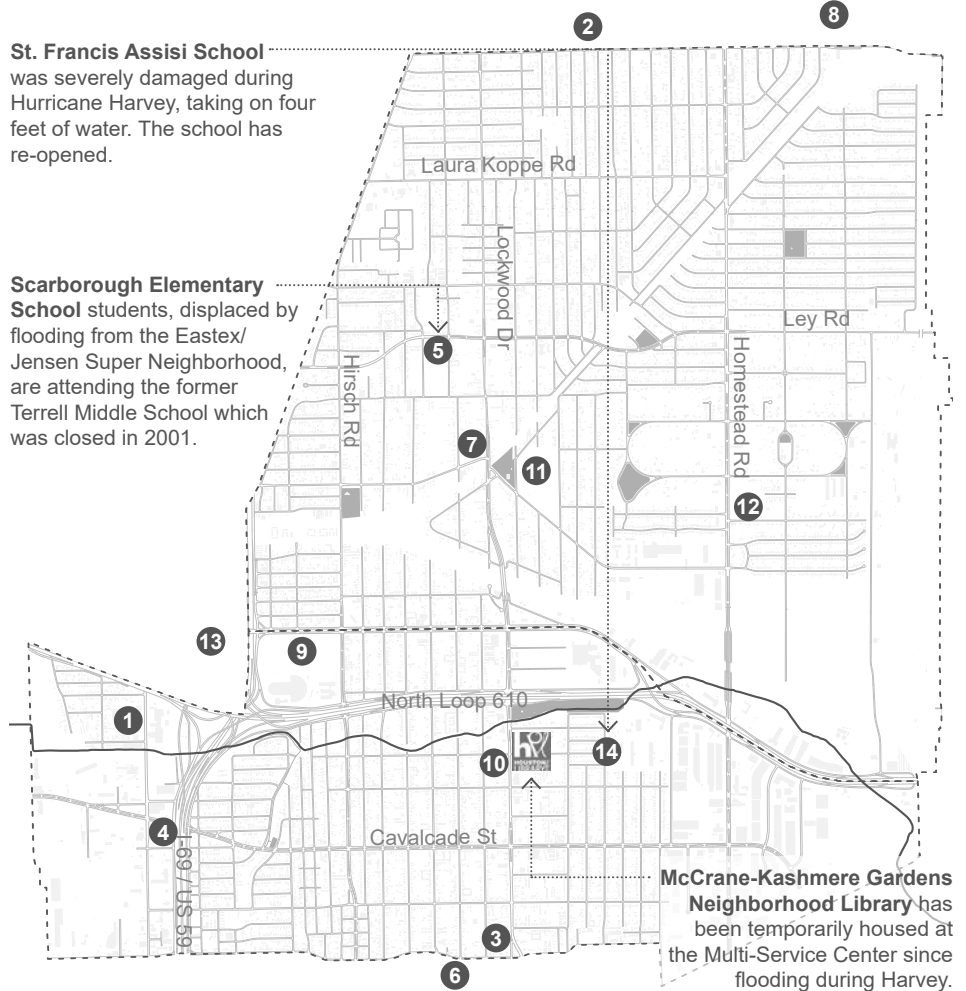 2
8
St. Francis Assisi School
was severely damaged during
Hurricane Harvey, taking on four
feet of water. The school has
re-opened.
Laura Koppe Rd
Lockwood Dr
Scarborough Elementary
School students, displaced by
flooding from the Eastex/
Jensen Super Neighborhood,
are attending the former
Terrell Middle School which
was closed in 2001.
Ley Rd
5
Hirsch Rd
Homestead Rd
7
11
12
13
9
North Loop 610
1
10
HOUSTON
LIBRARY
14
4
Cavalcade St
I-69 / US 59
McCrane-Kashmere Gardens
Neighborhood Library has
been temporarily housed at
the Multi-Service Center since
flooding during Harvey.
3
6